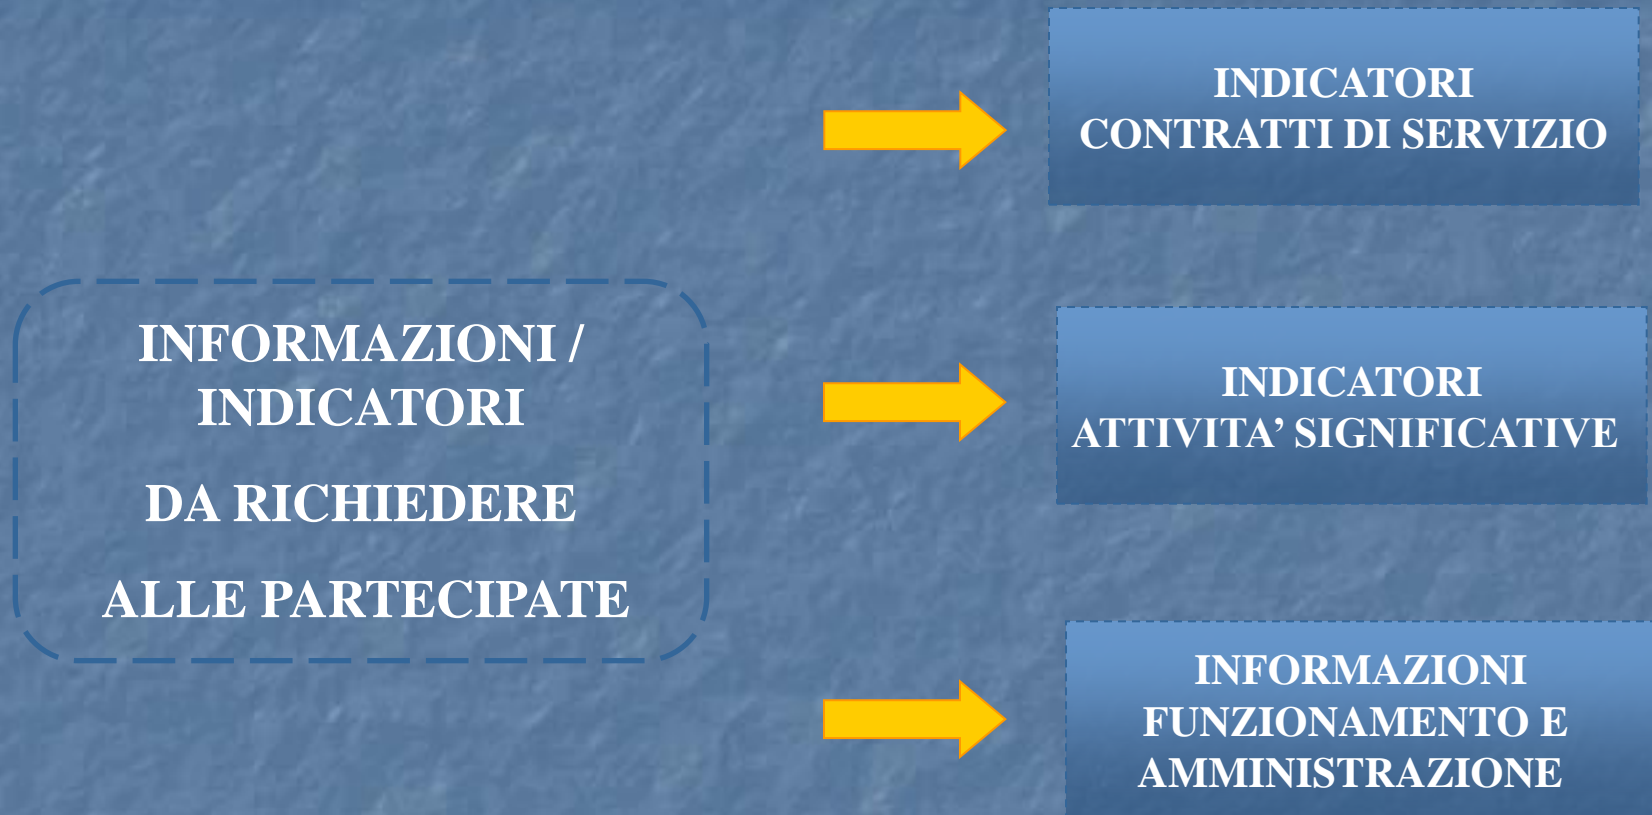 INFORMAZIONI /
INDICATORI
DA RICHIEDERE
ALLE PARTECIPATE
INDICATORI
CONTRATTI DI SERVIZIO
INDICATORI
ATTIVITA’ SIGNIFICATIVE
INFORMAZIONI
FUNZIONAMENTO E
AMMINISTRAZIONE